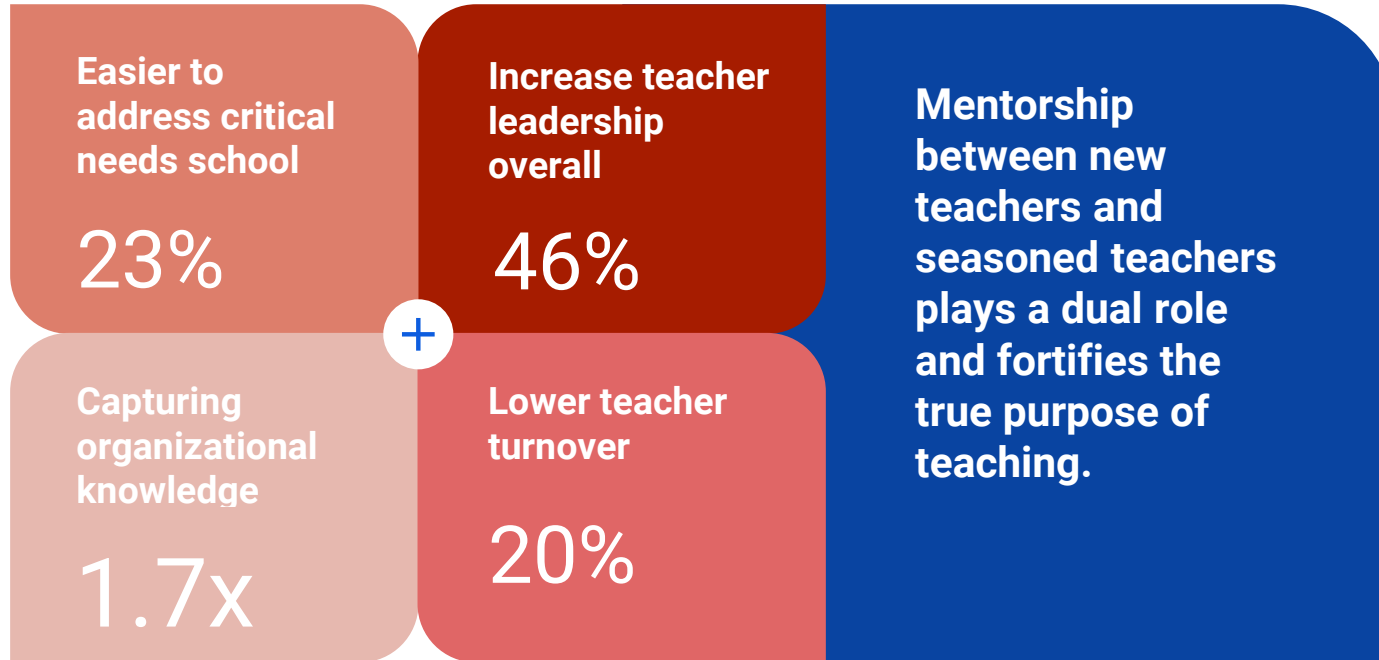 Easier to
address critical
needs school
23%
Increase teacher
leadership
overall
46%
Capturing
organizational
knowledge
1.7x
Lower teacher
turnover
20%
+
Mentorship
between new
teachers and
seasoned teachers
plays a dual role
and fortifies the
true purpose of
teaching.